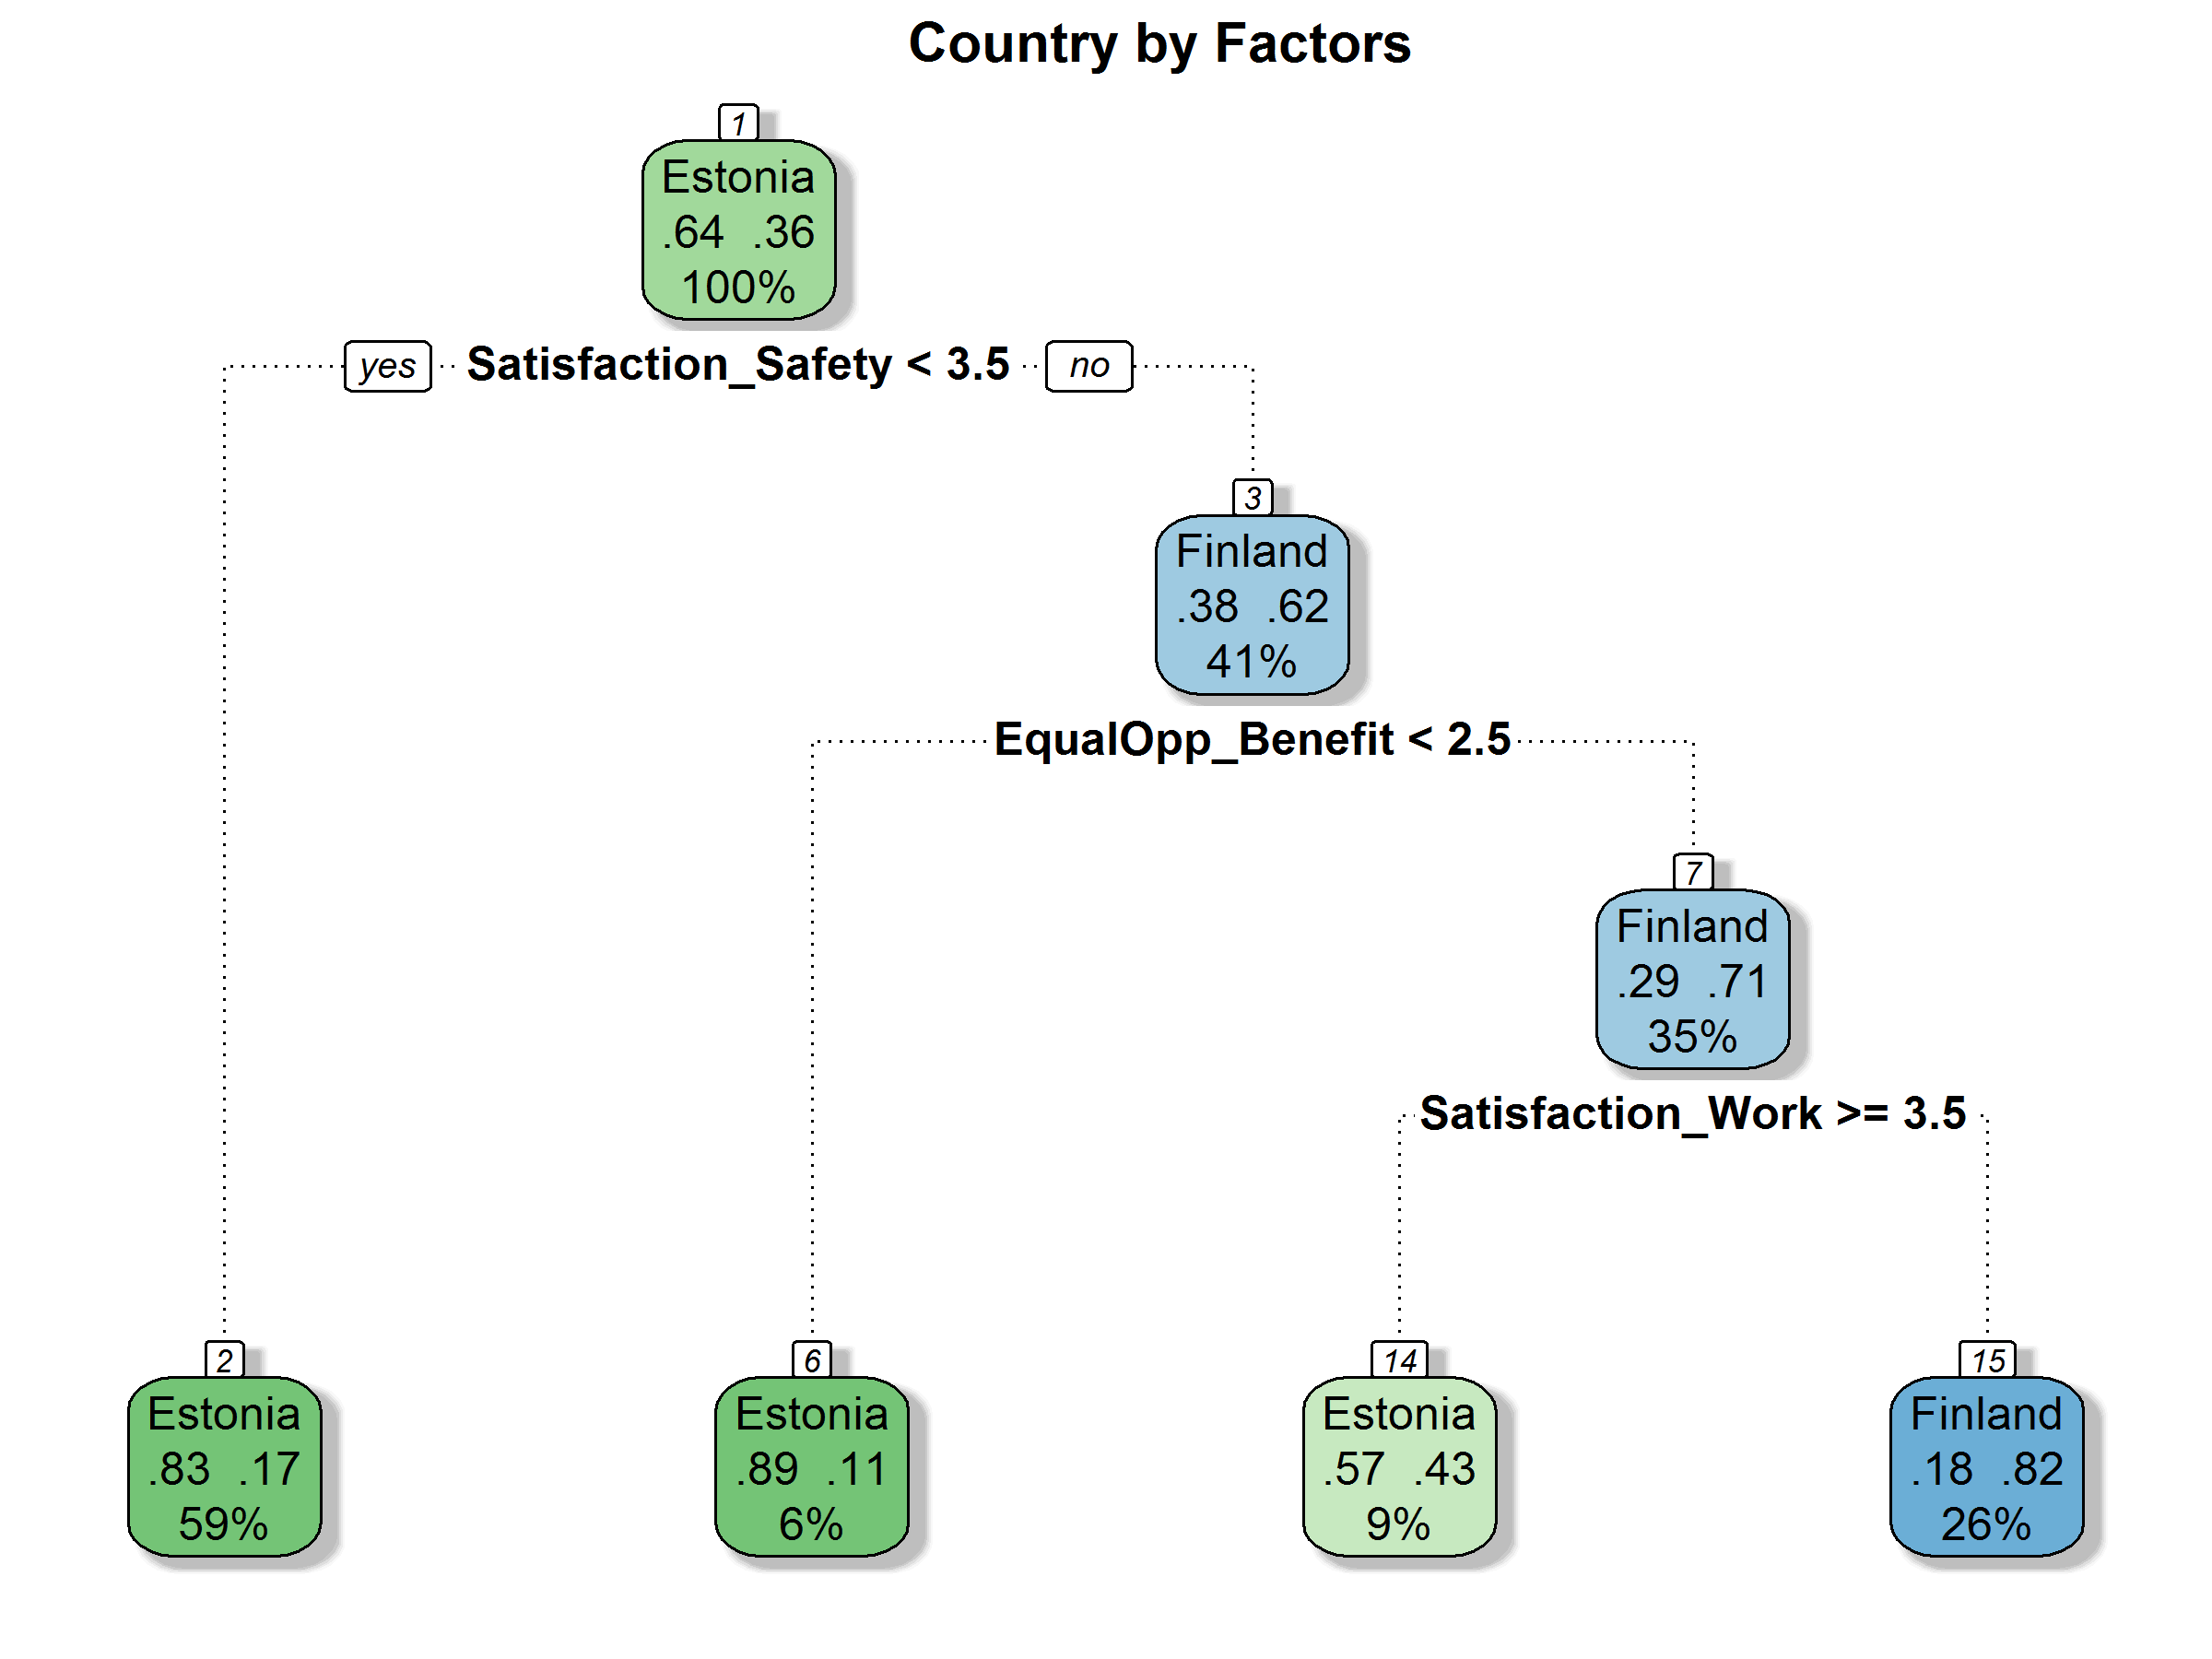 Country by Factors
1
Estonia
.64 .36
100%
yes Satisfaction_Safety < 3.5 no
3
Finland
.38 .62
41%
EqualOpp_Benefit < 2.5
7
Finland
.29 .71
35%
Satisfaction_Work >= 3.5
2
Estonia
.83 .17
59%
6
Estonia
.89 .11
6%
14
Estonia
.57 .43
9%
15
Finland
.18 .82
26%